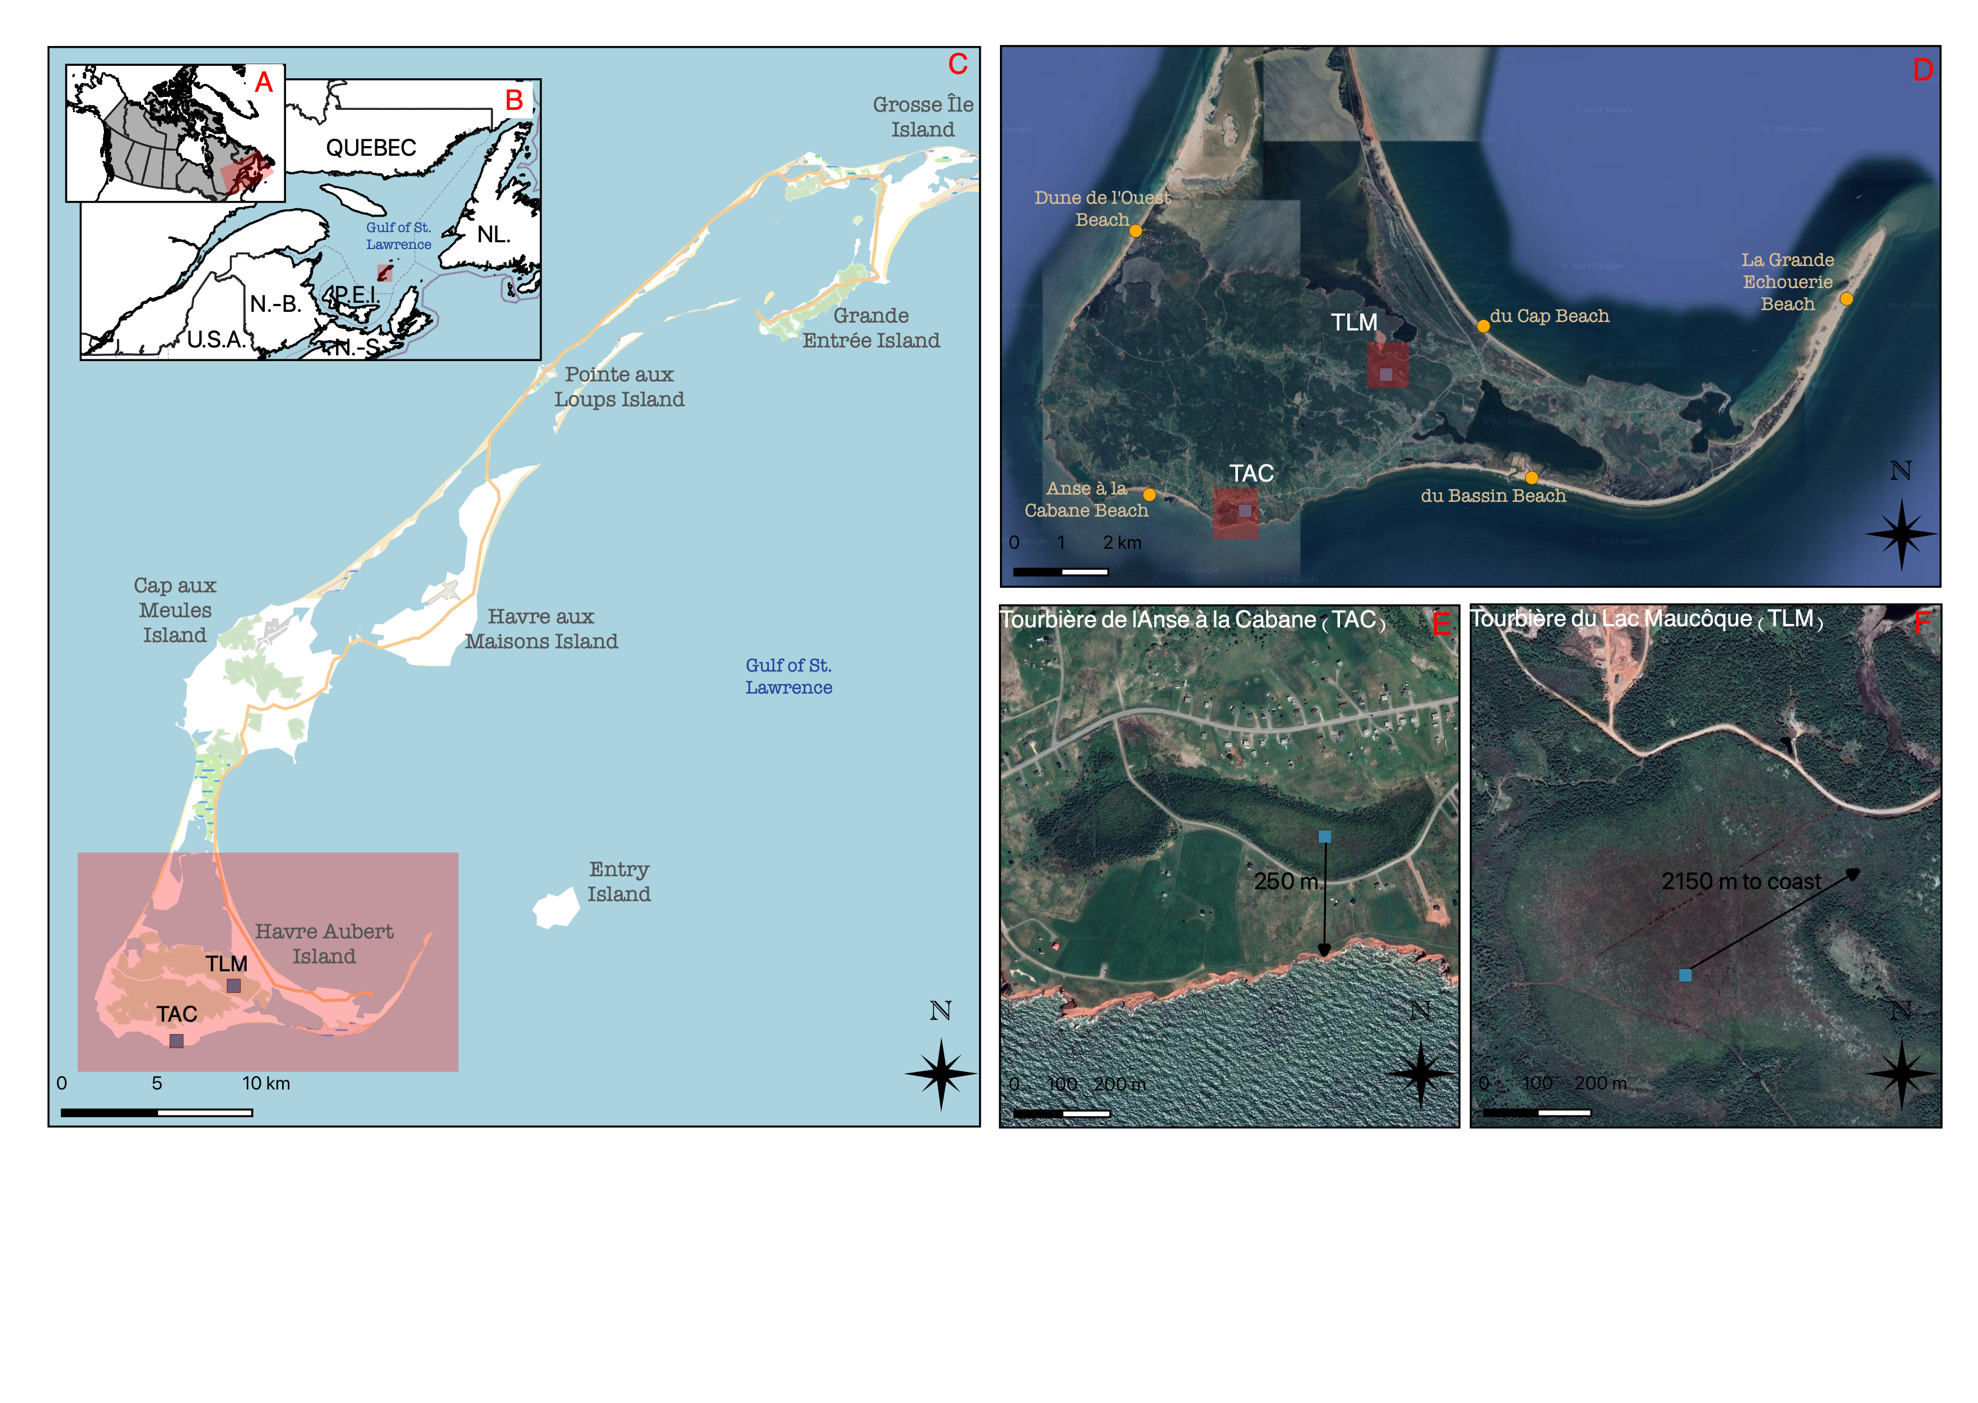 A
B
QUEBEC
Gulf of St.
Lawrence
NL.
P.E.I.
N.-B.
U.S.A.
N.-S.
C
Grosse Île
Island
Grande
Entrée Island
Pointe aux
Loups Island
Cap aux
Meules
Island
Havre aux
Maisons Island
Gulf of St.
Lawrence
Entry
Island
Havre Aubert
Island
TLM
TAC
N
0 5 10 km
D
Dune de l'Ouest
Beach
La Grande
Echouerie
Beach
du Cap Beach
TLM
TAC
Anse à la
Cabane Beach
du Bassin Beach
N
0 1 2 km
Tourbière de lAnse à la Cabane (TAC)
E
250 m
N
0 100 200 m
Tourbière du Lac Maucôque (TLM)
F
2150 m to coast
N
0 100 200 m